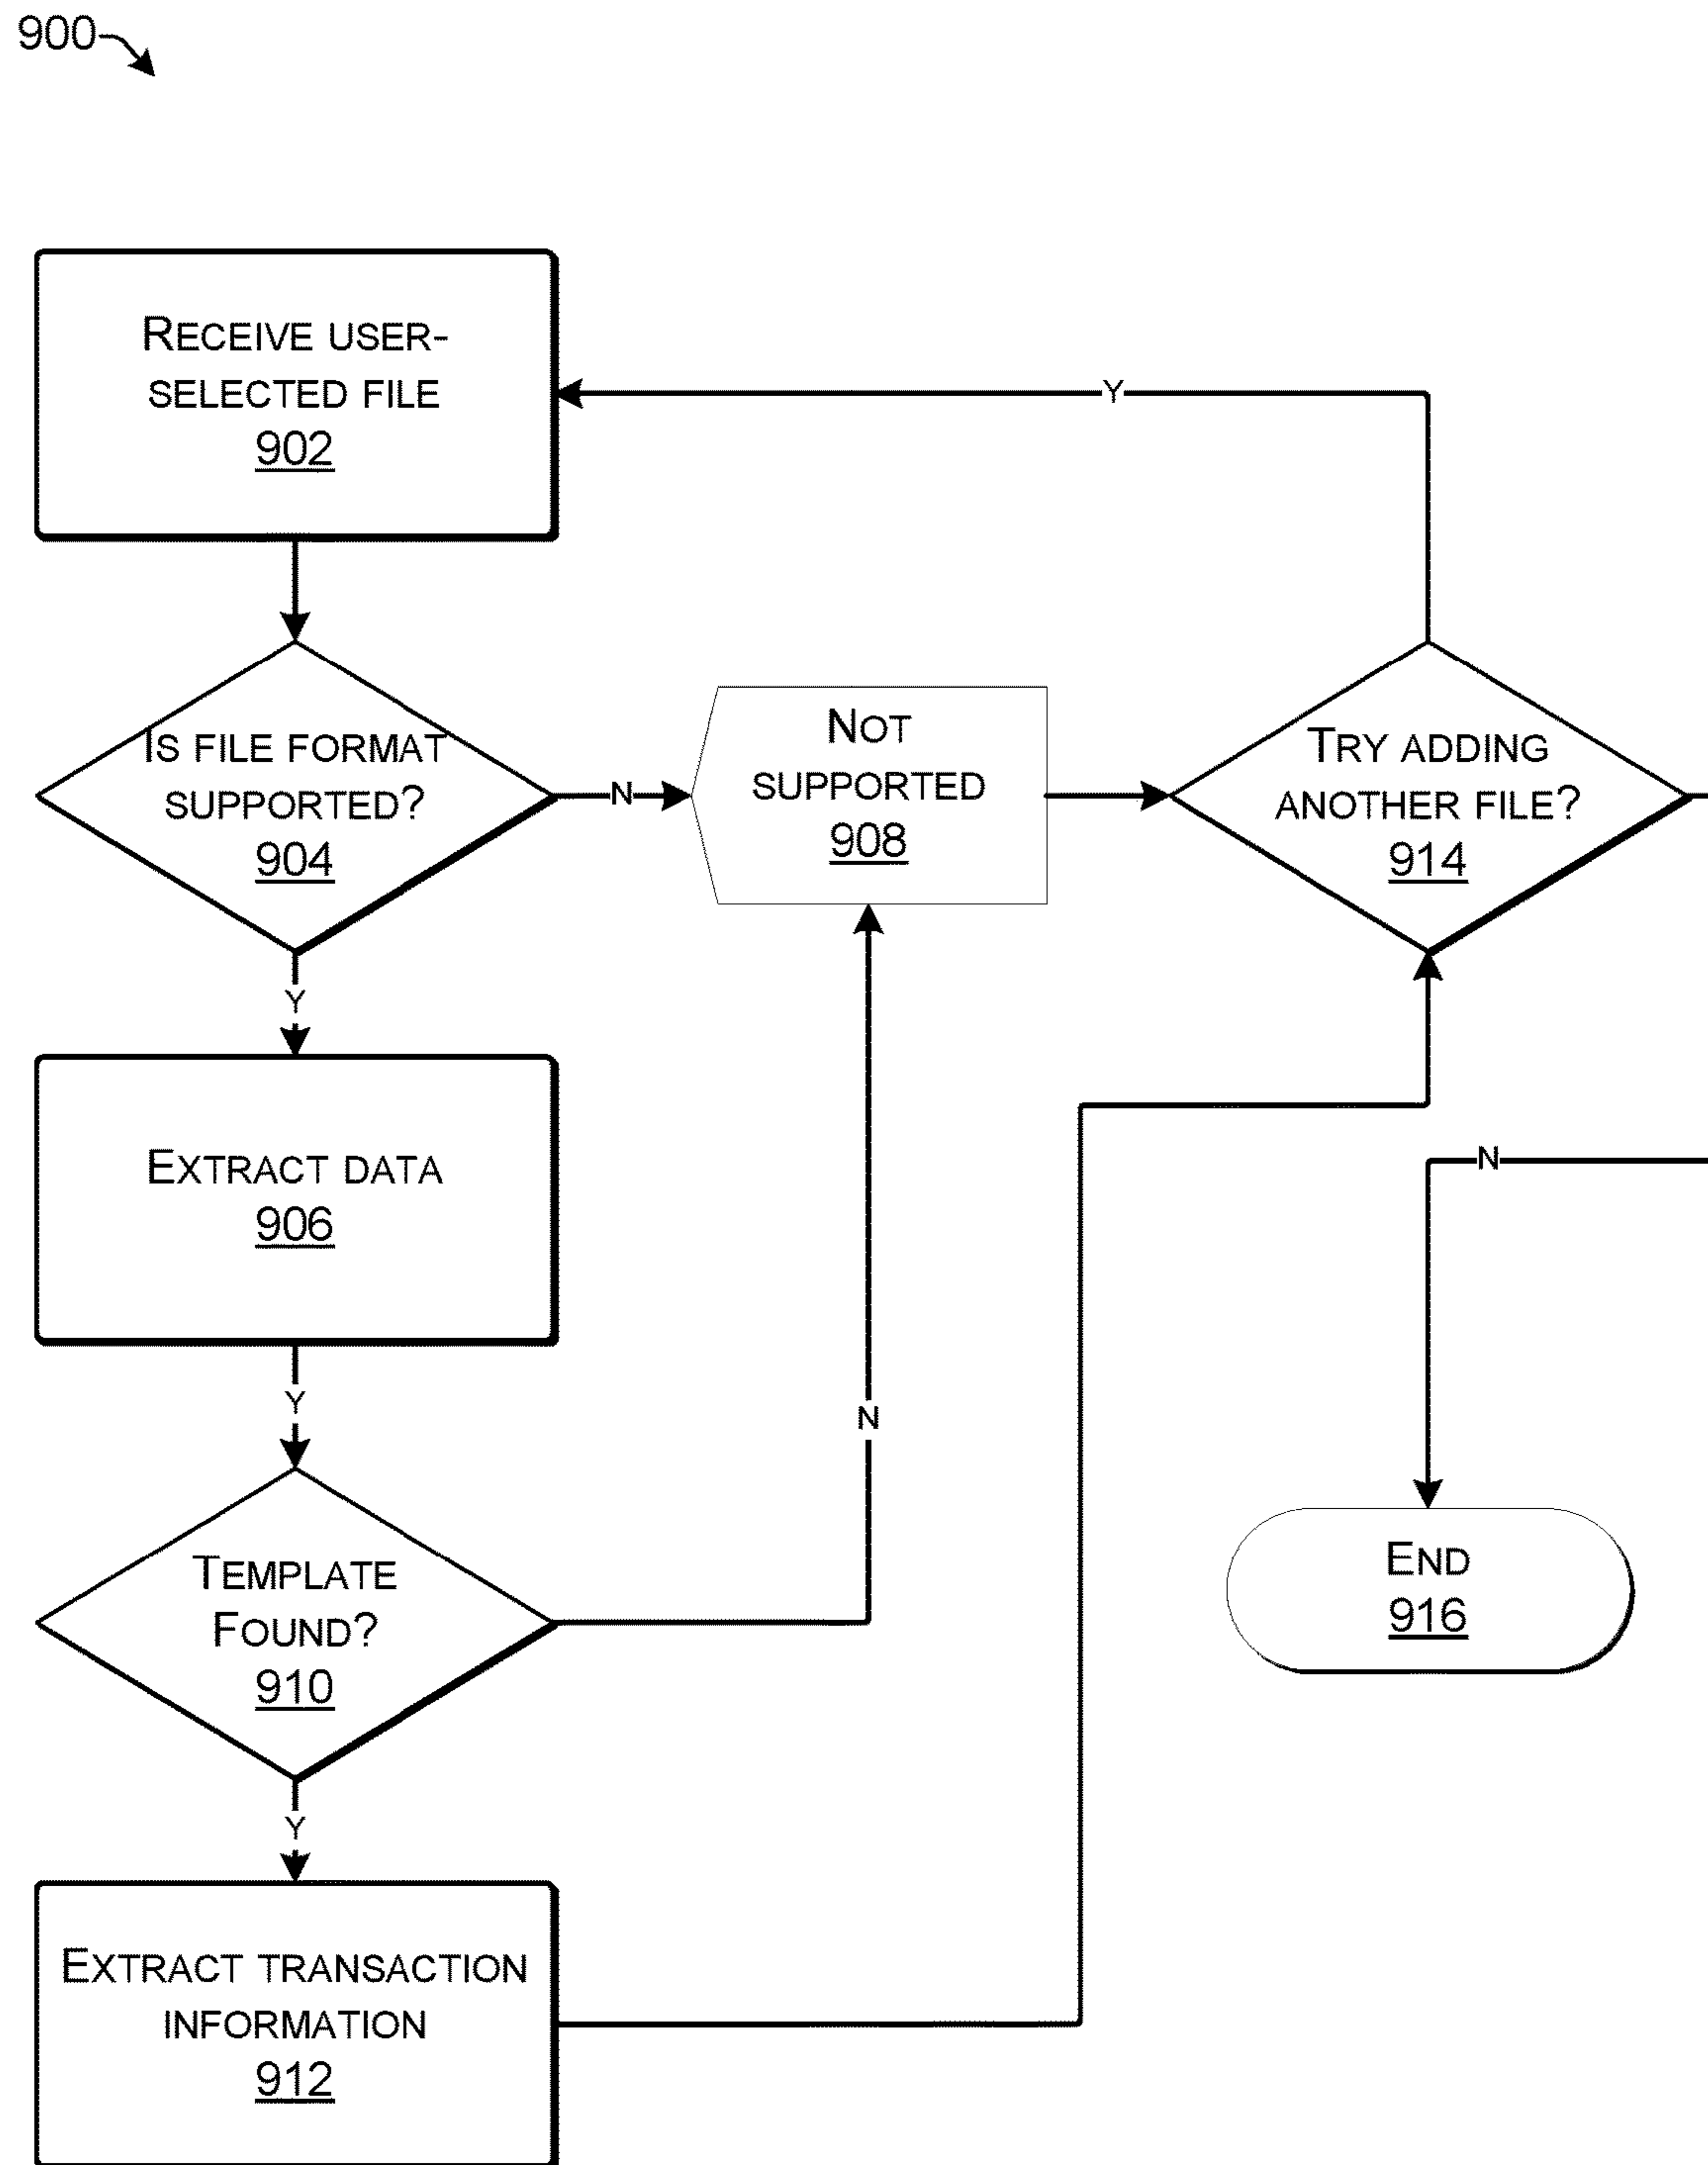 900
RECEIVE USER-
SELECTED FILE
902
Y
IS FILE FORMAT
SUPPORTED?
904
N
NOT
SUPPORTED
908
TRY ADDING
ANOTHER FILE?
914
Y
EXTRACT DATA
906
N
Y
N
TEMPLATE
FOUND?
910
END
916
Y
EXTRACT TRANSACTION
INFORMATION
912